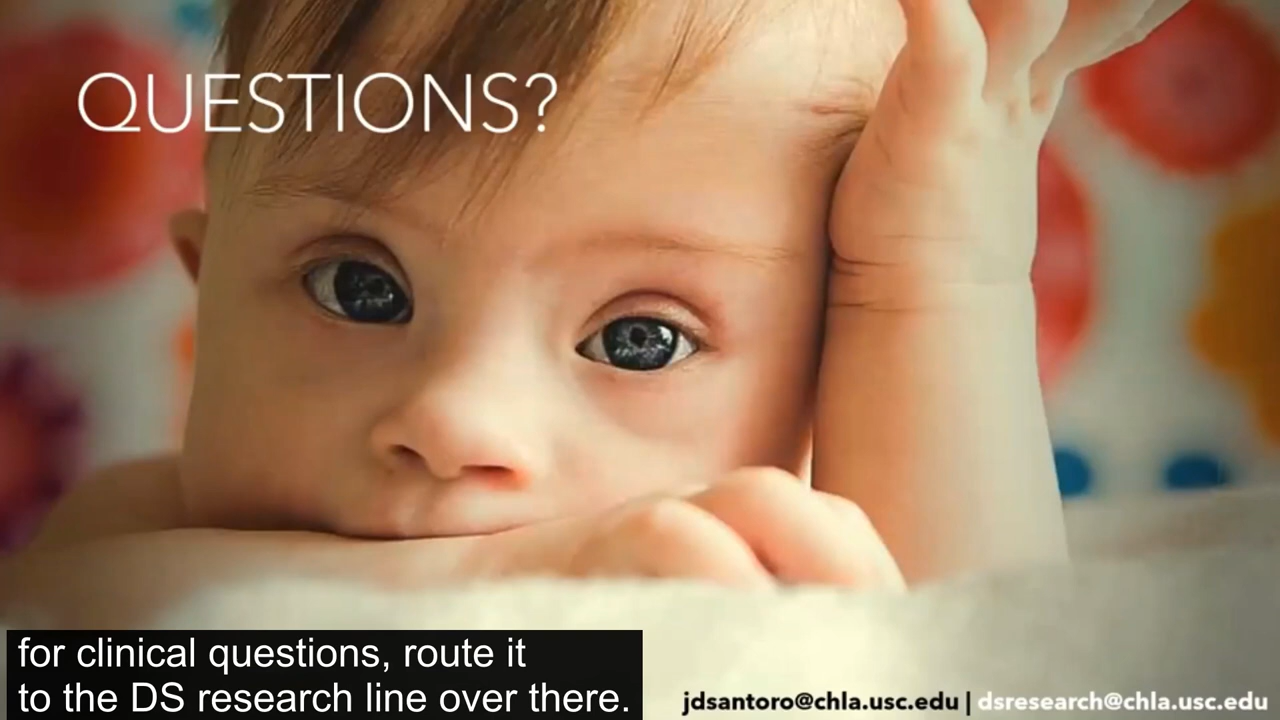 QUESTIONS?
for clinical questions, route it
to the DS research line over there.
jdsantoro@chla.usc.edu | dsresearch@chla.usc.edu